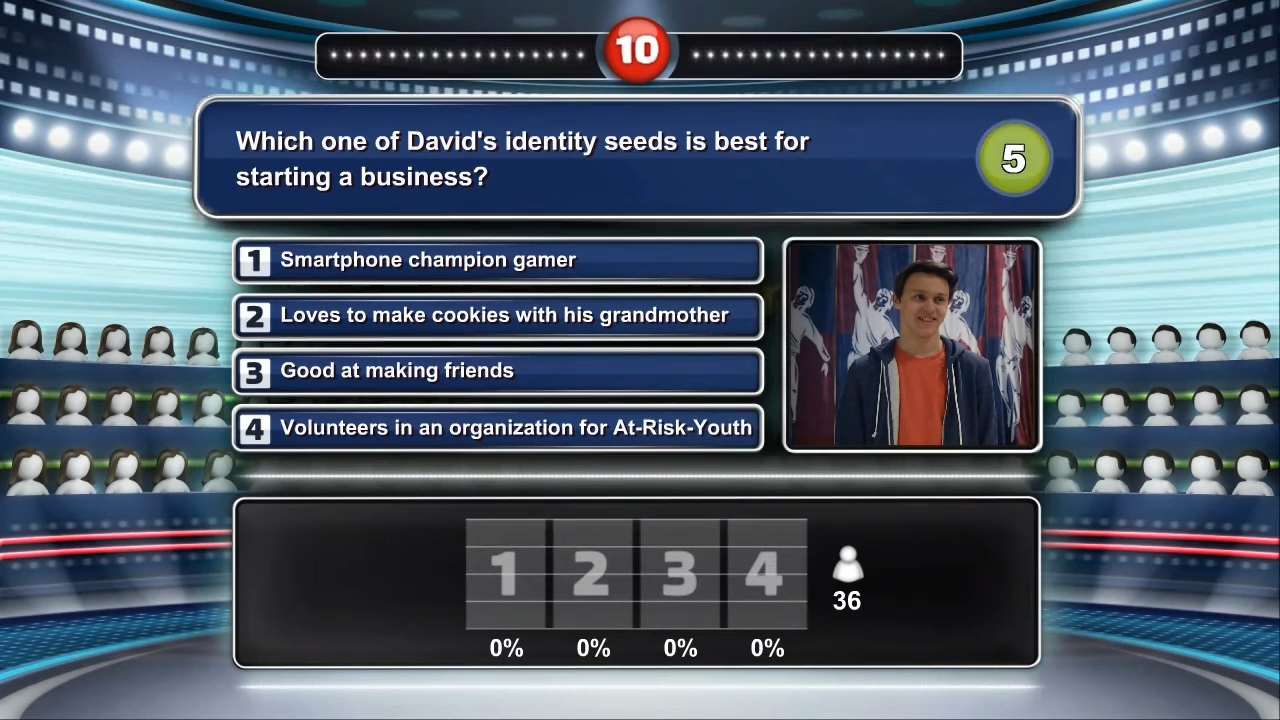 10
Which one of David's identity seeds is best for
starting a business?
5
1 Smartphone champion gamer
2 Loves to make cookies with his grandmother
3 Good at making friends
4 Volunteers in an organization for At-Risk-Youth
1 2 3 4
36
0% 0% 0% 0%